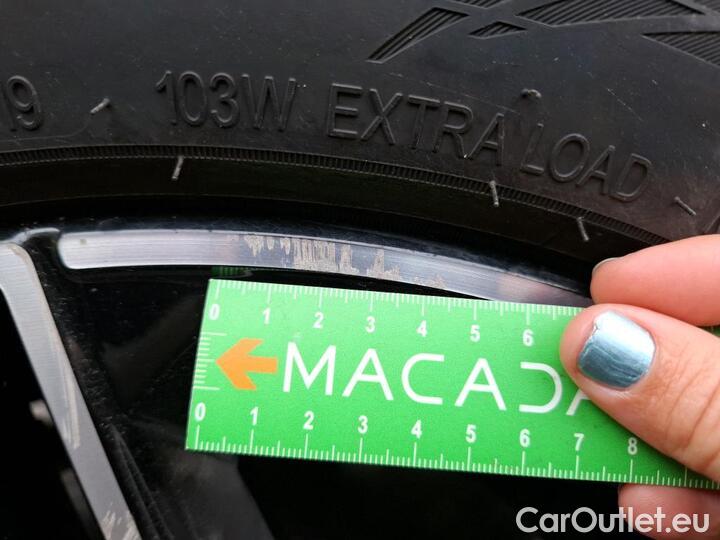 19 103W EXTRA LOAD
0 1 2 3 4 5 6
MACADA
0 1 2 3 4 5 6 7 8
CarOutlet.eu